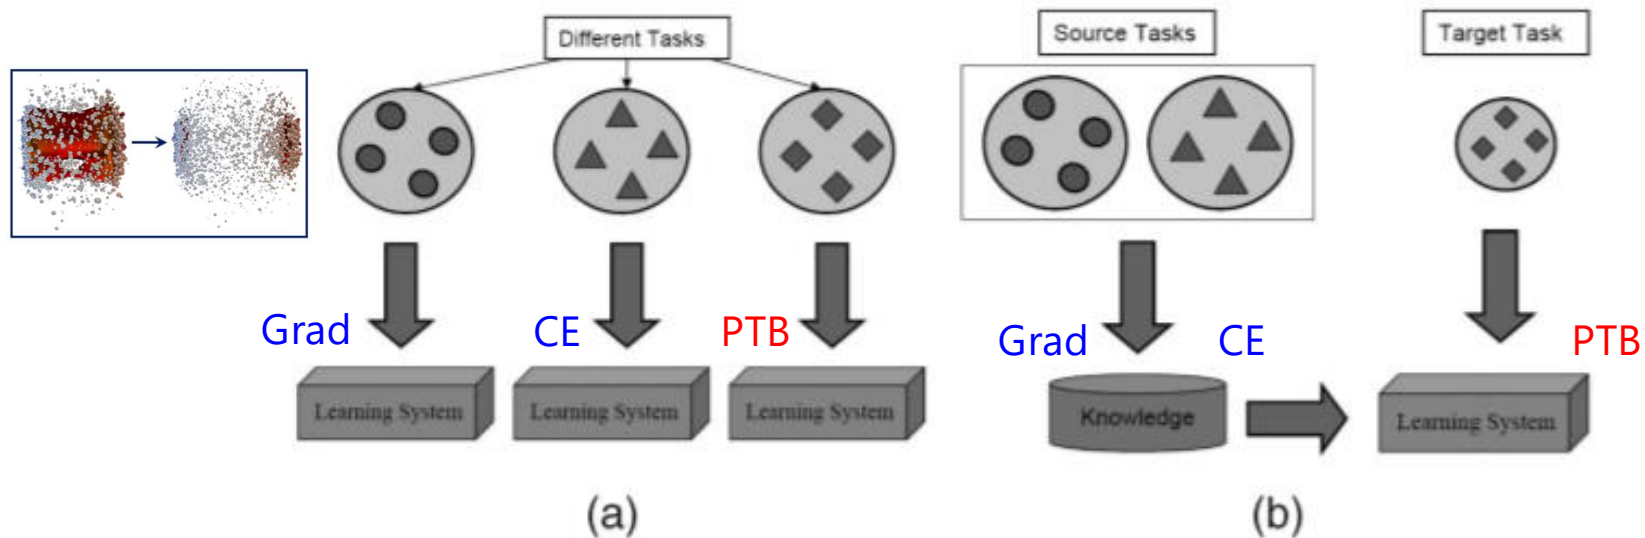 Different Tasks
Source Tasks
Target Task
Grad
CE
PTB
Grad
CE
PTB
Learning System
Learning System
Learning System
Knowledge
Learning System
(a)
(b)